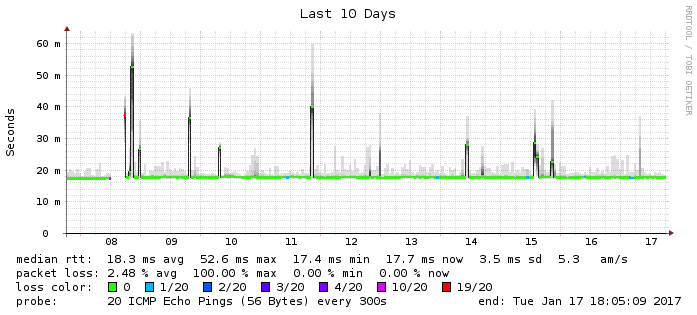 Last 10 Days
RRDTOOL / TOBI OETIKER
Seconds
60 m
50 m
40 m
30 m
20 m
10 m
0
08 09 10 11 12 13 14 15 16 17
median rtt: 18.3 ms avg 52.6 ms max 17.4 ms min 17.7 ms now 3.5 ms sd 5.3 am/s
packet loss: 2.48 % avg 100.00 % max 0.00 % min 0.00 % now
loss color: 0 1/20 2/20 3/20 4/20 10/20 19/20
probe: 20 ICMP Echo Pings (56 Bytes) every 300s end: Tue Jan 17 18:05:09 2017